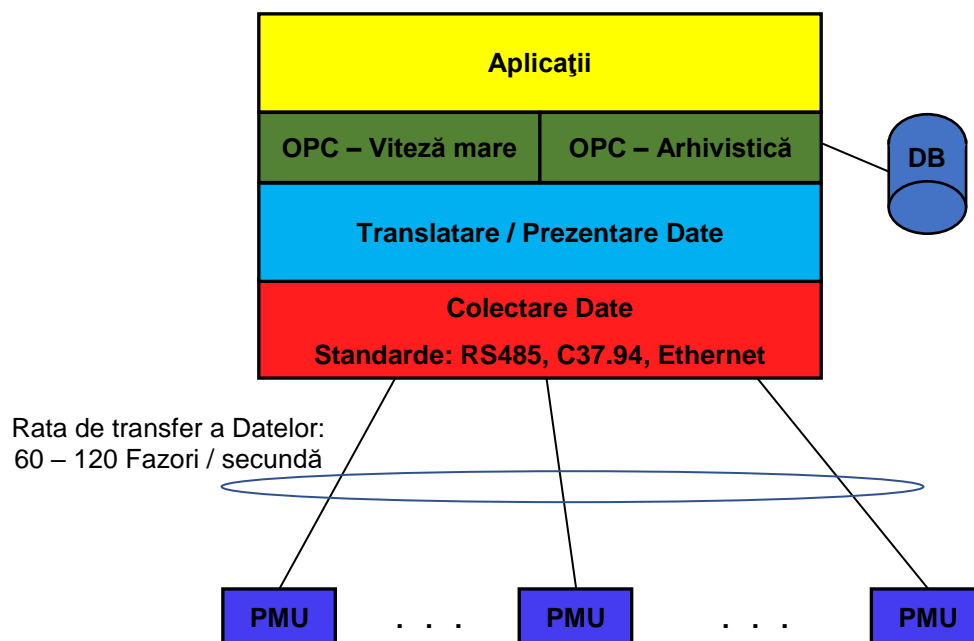 Aplicaţii
OPC – Viteză mare
OPC – Arhivistică
DB
Translatare / Prezentare Date
Colectare Date
Standarde: RS485, C37.94, Ethernet
Rata de transfer a Datelor:
60 – 120 Fazori / secundă
PMU . . . PMU . . . PMU